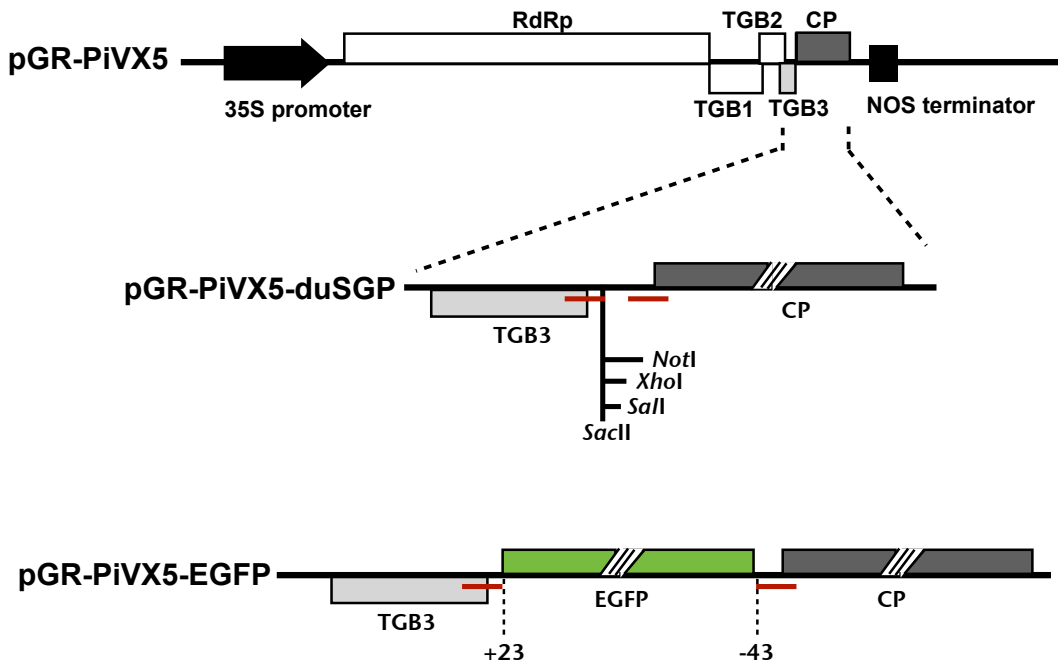 RdRp TGB2 CP
pGR-PiVX5
35S promoter TGB1 TGB3 NOS terminator
pGR-PiVX5-duSGP
TGB3 CP
NotI
XhoI
SalI
SacII
pGR-PiVX5-EGFP
TGB3 EGFP CP
+23 -43